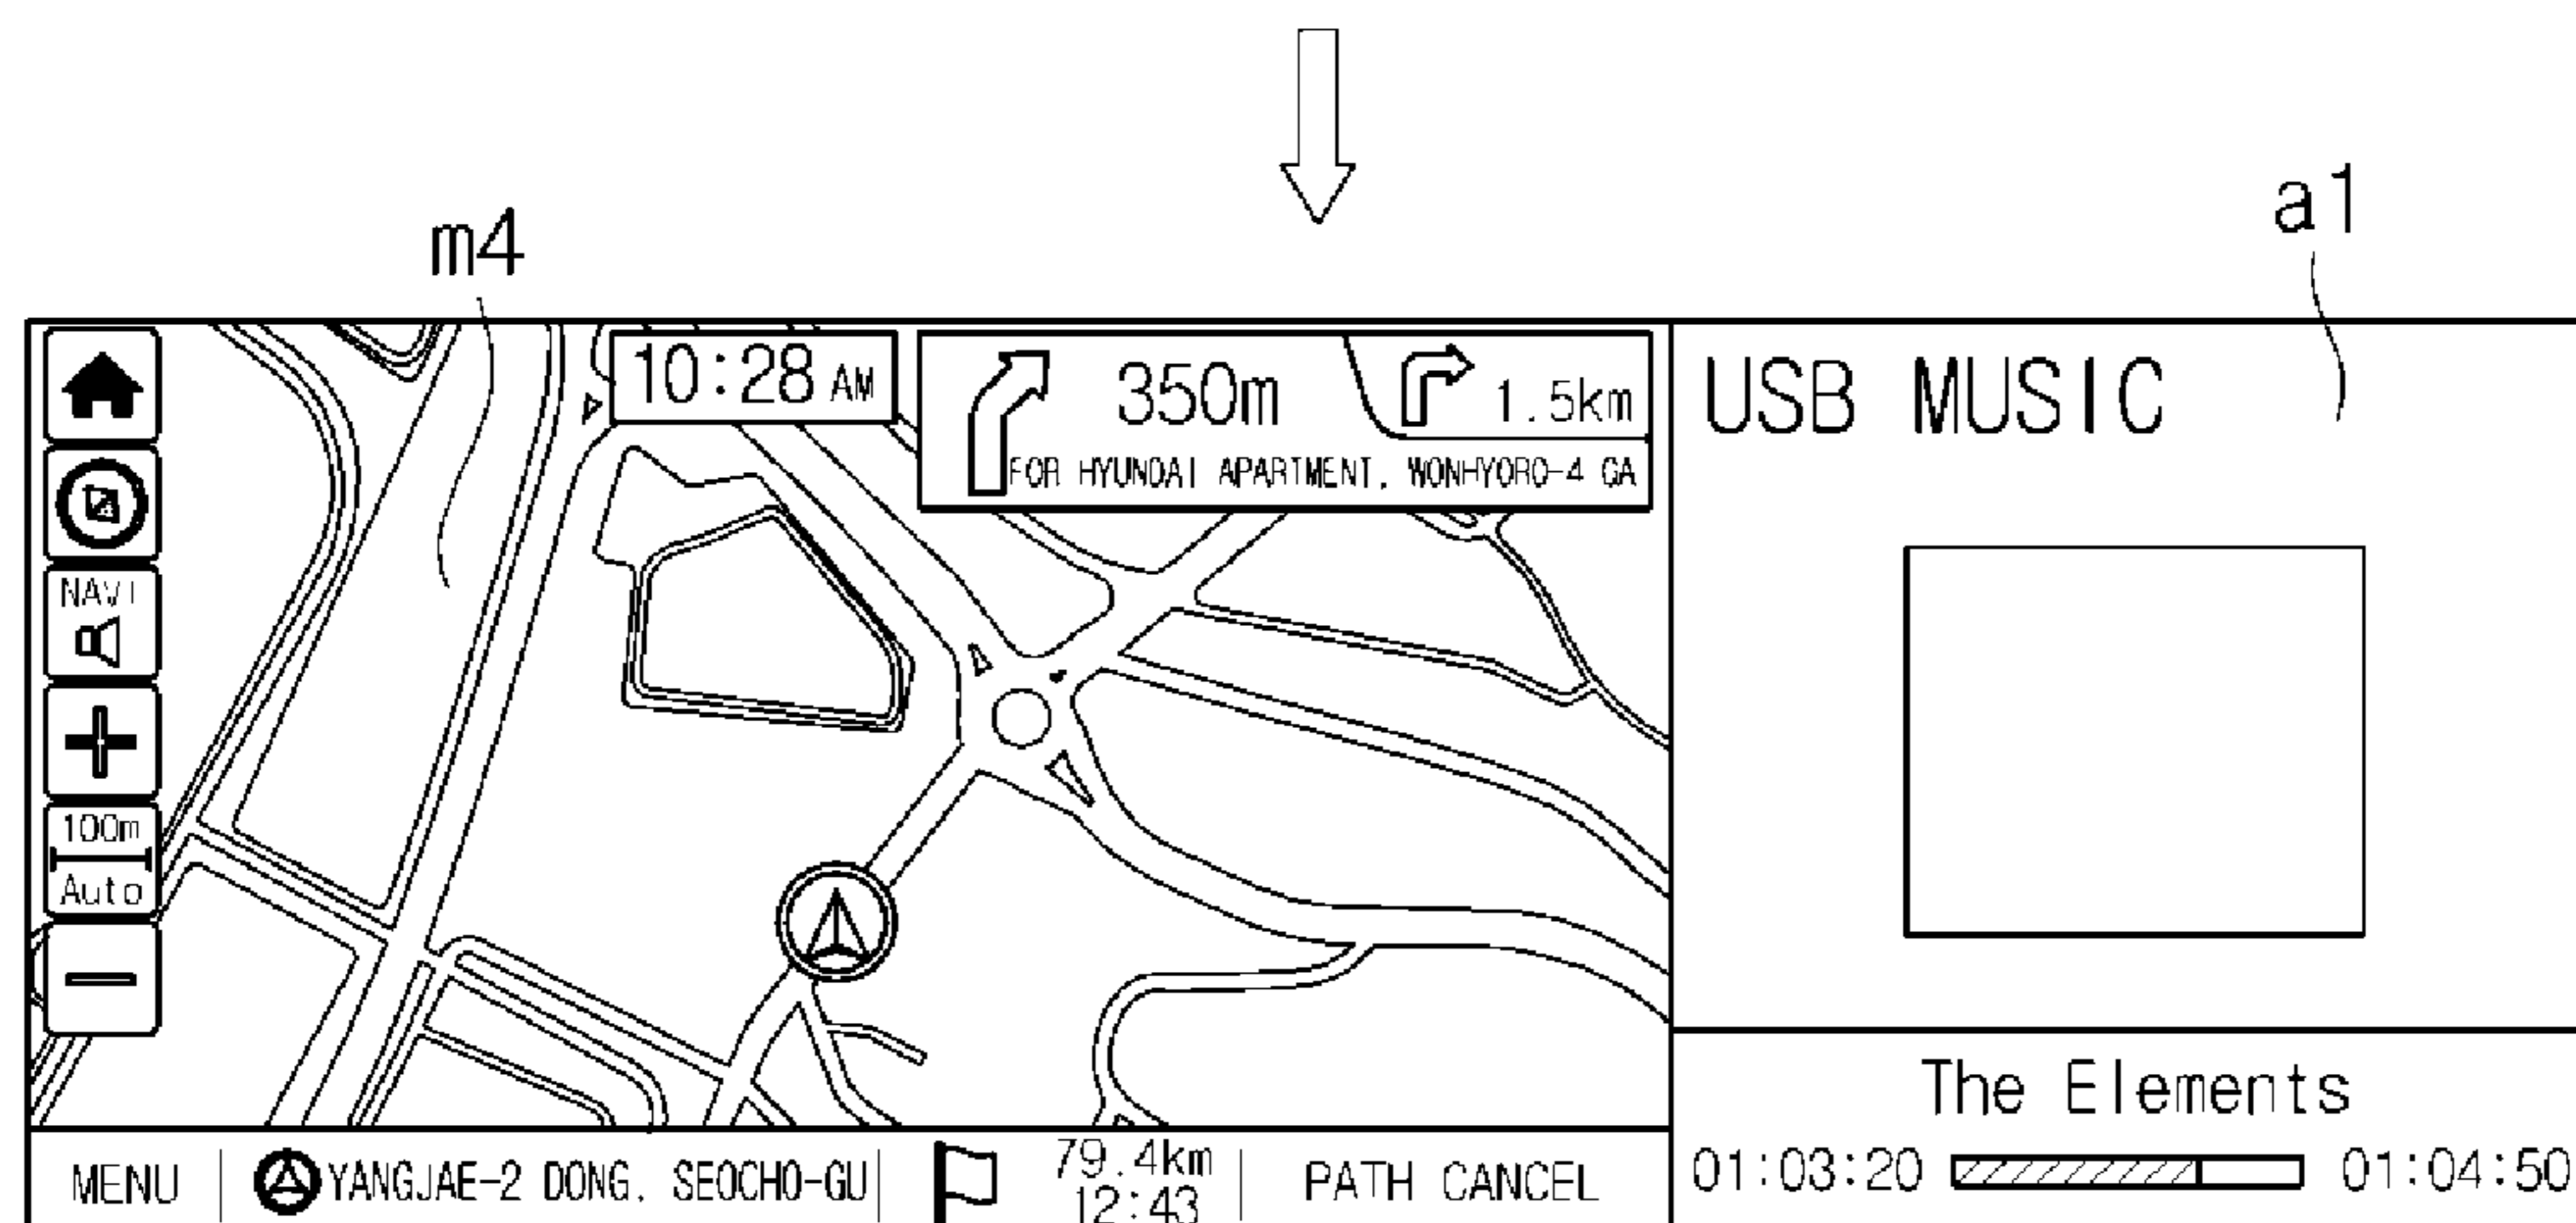 m4
a1
10:28 AM
350m
1.5km
FOR HYUNDAI APARTMENT, WONHYORO-4 GA
NAVI
100m
Auto
MENU
YANGJAE-2 DONG, SEOCHO-GU
79.4km
12:43
PATH CANCEL
USB MUSIC
The Elements
01:03:20
01:04:50